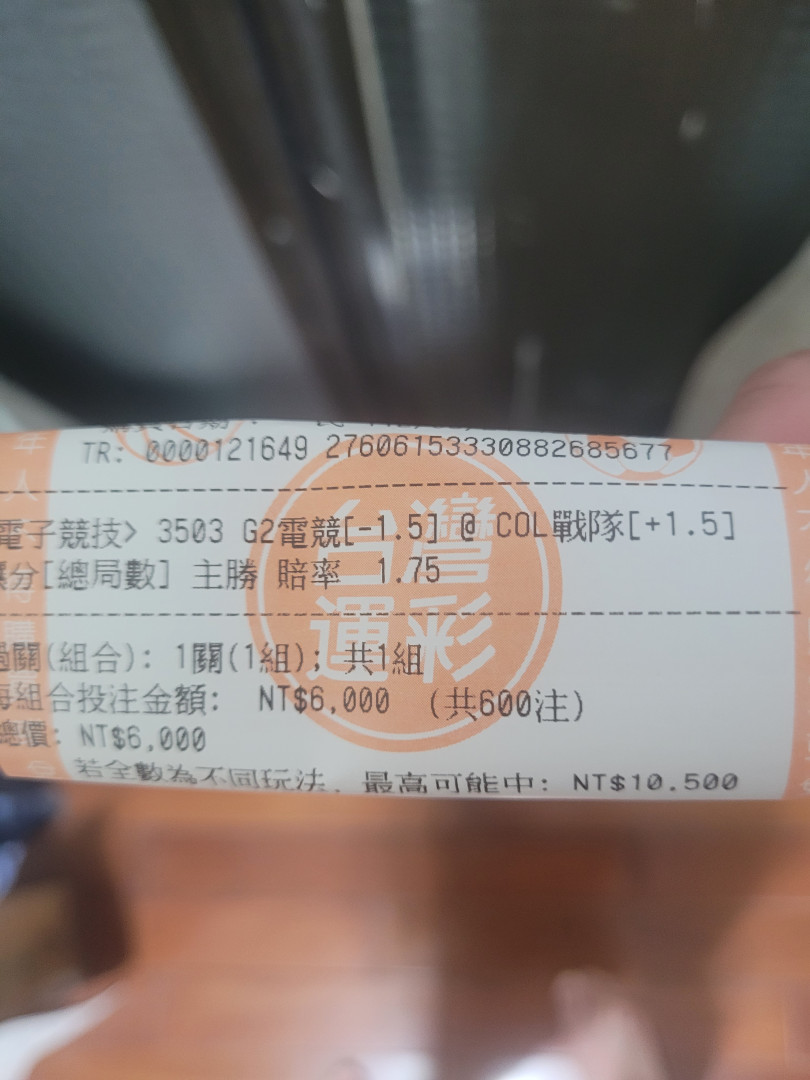 TR: 0000121649 27606153330882685677
電子競技> 3503 G2電競[-1.5] @ COL戰隊[+1.5]
分[總局數] 主勝 賠率 1.75
關(組合): 1關(1組); 共1組
每組合投注金額: NT$6,000 (共600注)
總價: NT$6,000
若全數為不同玩法, 最高可能中: NT$10,500
台灣
運彩